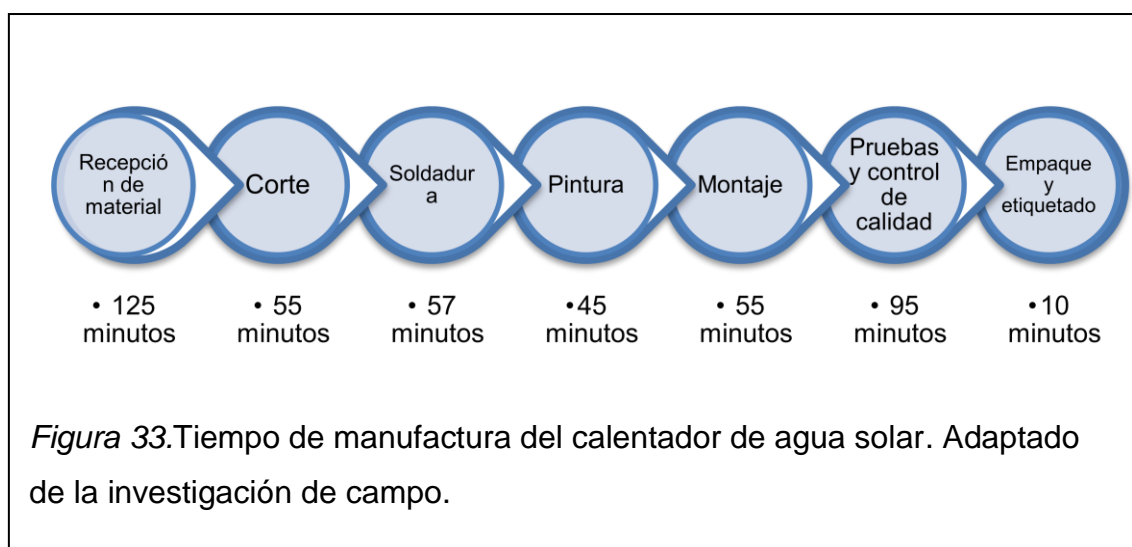 Recepció
n de
material
Corte
Soldadur
a
Pintura
Montaje
Pruebas
y control
de
calidad
Empaque
y
etiquetado
• 125
minutos
• 55
minutos
• 57
minutos
•45
minutos
• 55
minutos
• 95
minutos
•10
minutos
Figura 33.Tiempo de manufactura del calentador de agua solar. Adaptado
de la investigación de campo.